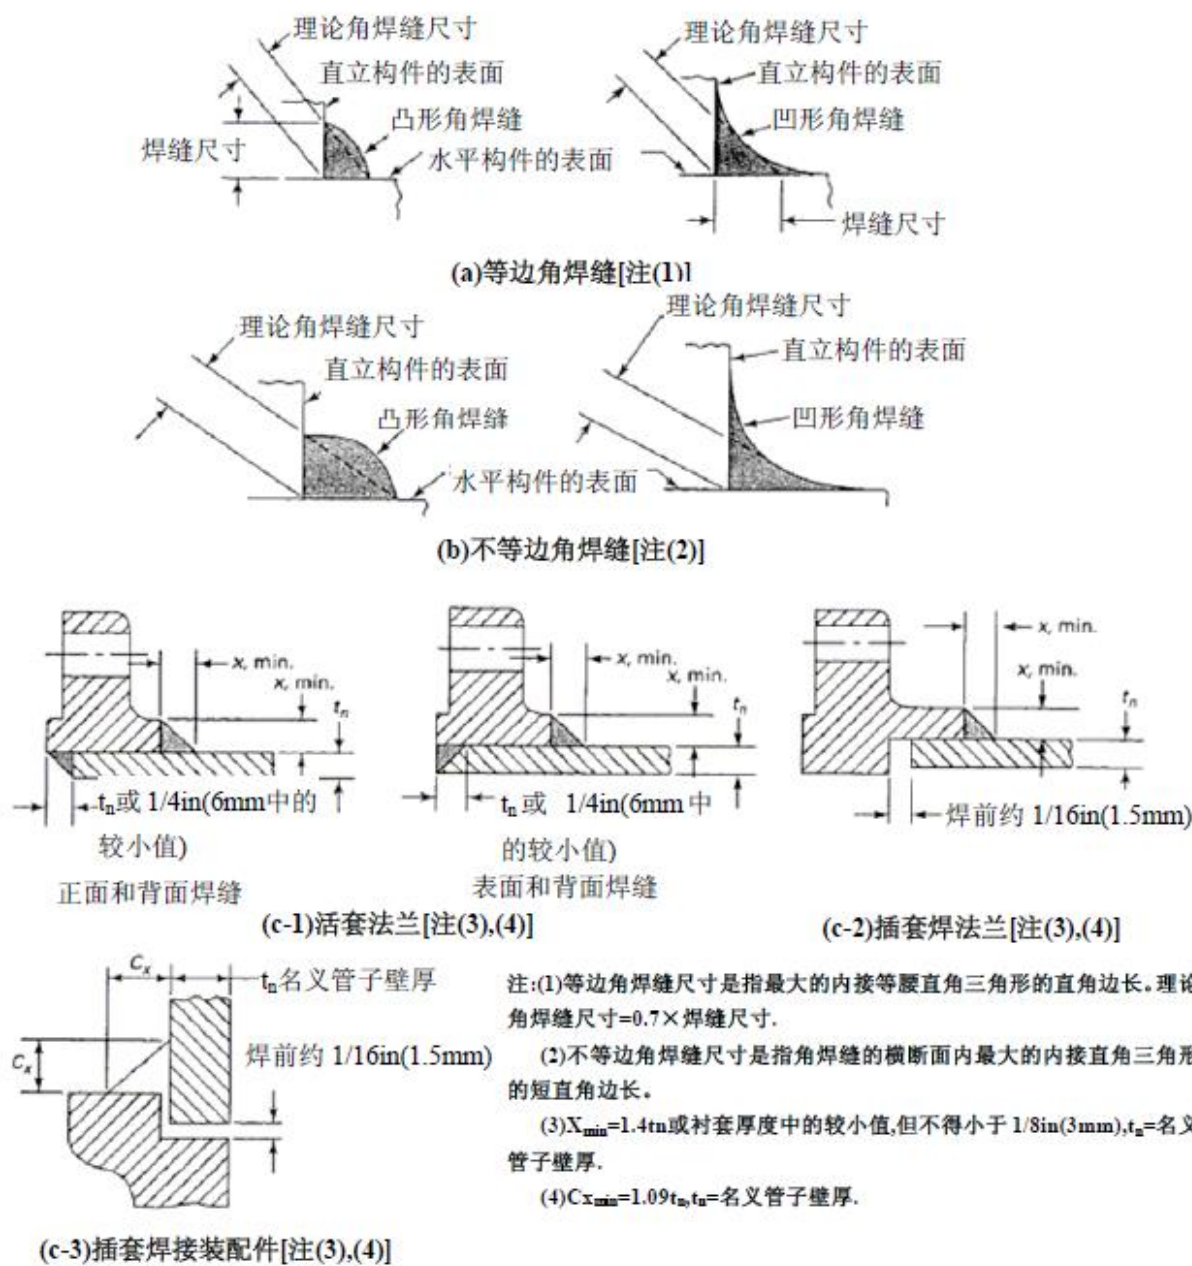 理论角焊缝尺寸
直立构件的表面
凸形角焊缝
焊缝尺寸
水平构件的表面
理论角焊缝尺寸
直立构件的表面
凹形角焊缝
焊缝尺寸
(a)等边角焊缝[注(1)]
理论角焊缝尺寸
直立构件的表面
凸形角焊缝
水平构件的表面
理论角焊缝尺寸
直立构件的表面
凹形角焊缝
(b)不等边角焊缝[注(2)]
x, min.
x, min.
tn
tn或 1/4in(6mm中的
较小值)
正面和背面焊缝
x, min.
x, min.
tn
tn或 1/4in(6mm 中
的较小值)
表面和背面焊缝
(c-1)活套法兰[注(3),(4)]
x, min.
x, min.
tn
焊前约 1/16in(1.5mm)
(c-2)插套焊法兰[注(3),(4)]
Cx
tn名义管子壁厚
Cx
焊前约 1/16in(1.5mm)
(c-3)插套焊接装配件[注(3),(4)]
注:(1)等边角焊缝尺寸是指最大的内接等腰直角三角形的直角边长。理论
角焊缝尺寸=0.7×焊缝尺寸.
(2)不等边角焊缝尺寸是指角焊缝的横断面内最大的内接直角三角形
的短直角边长。
(3)Xmin=1.4tn或衬套厚度中的较小值,但不得小于 1/8in(3mm),tn=名义
管子壁厚.
(4)Cxmin=1.09tn,tn=名义管子壁厚.